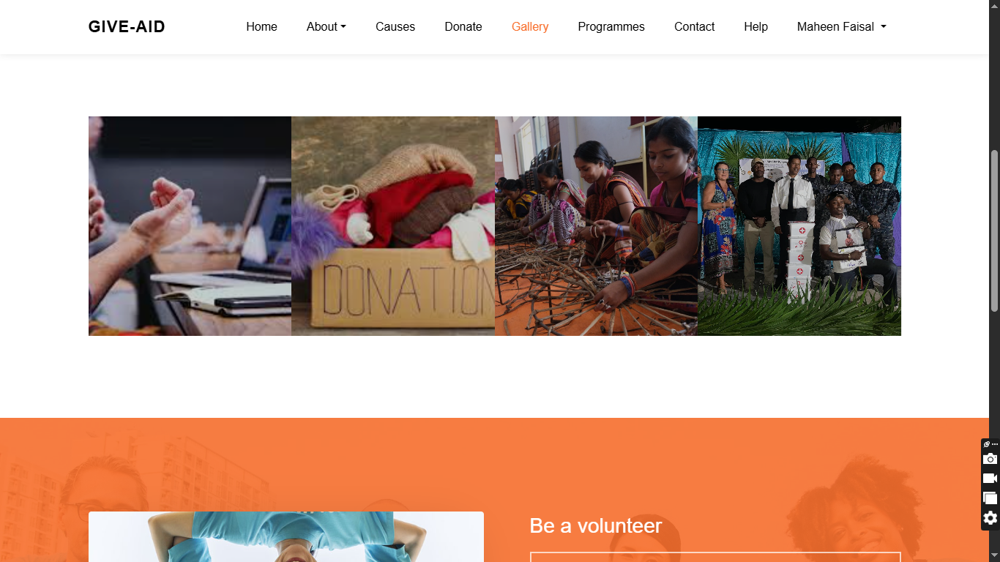 GIVE-AID
Home
About
Causes
Donate
Gallery
Programmes
Contact
Help
Maheen Faisal
DONATION
Be a volunteer